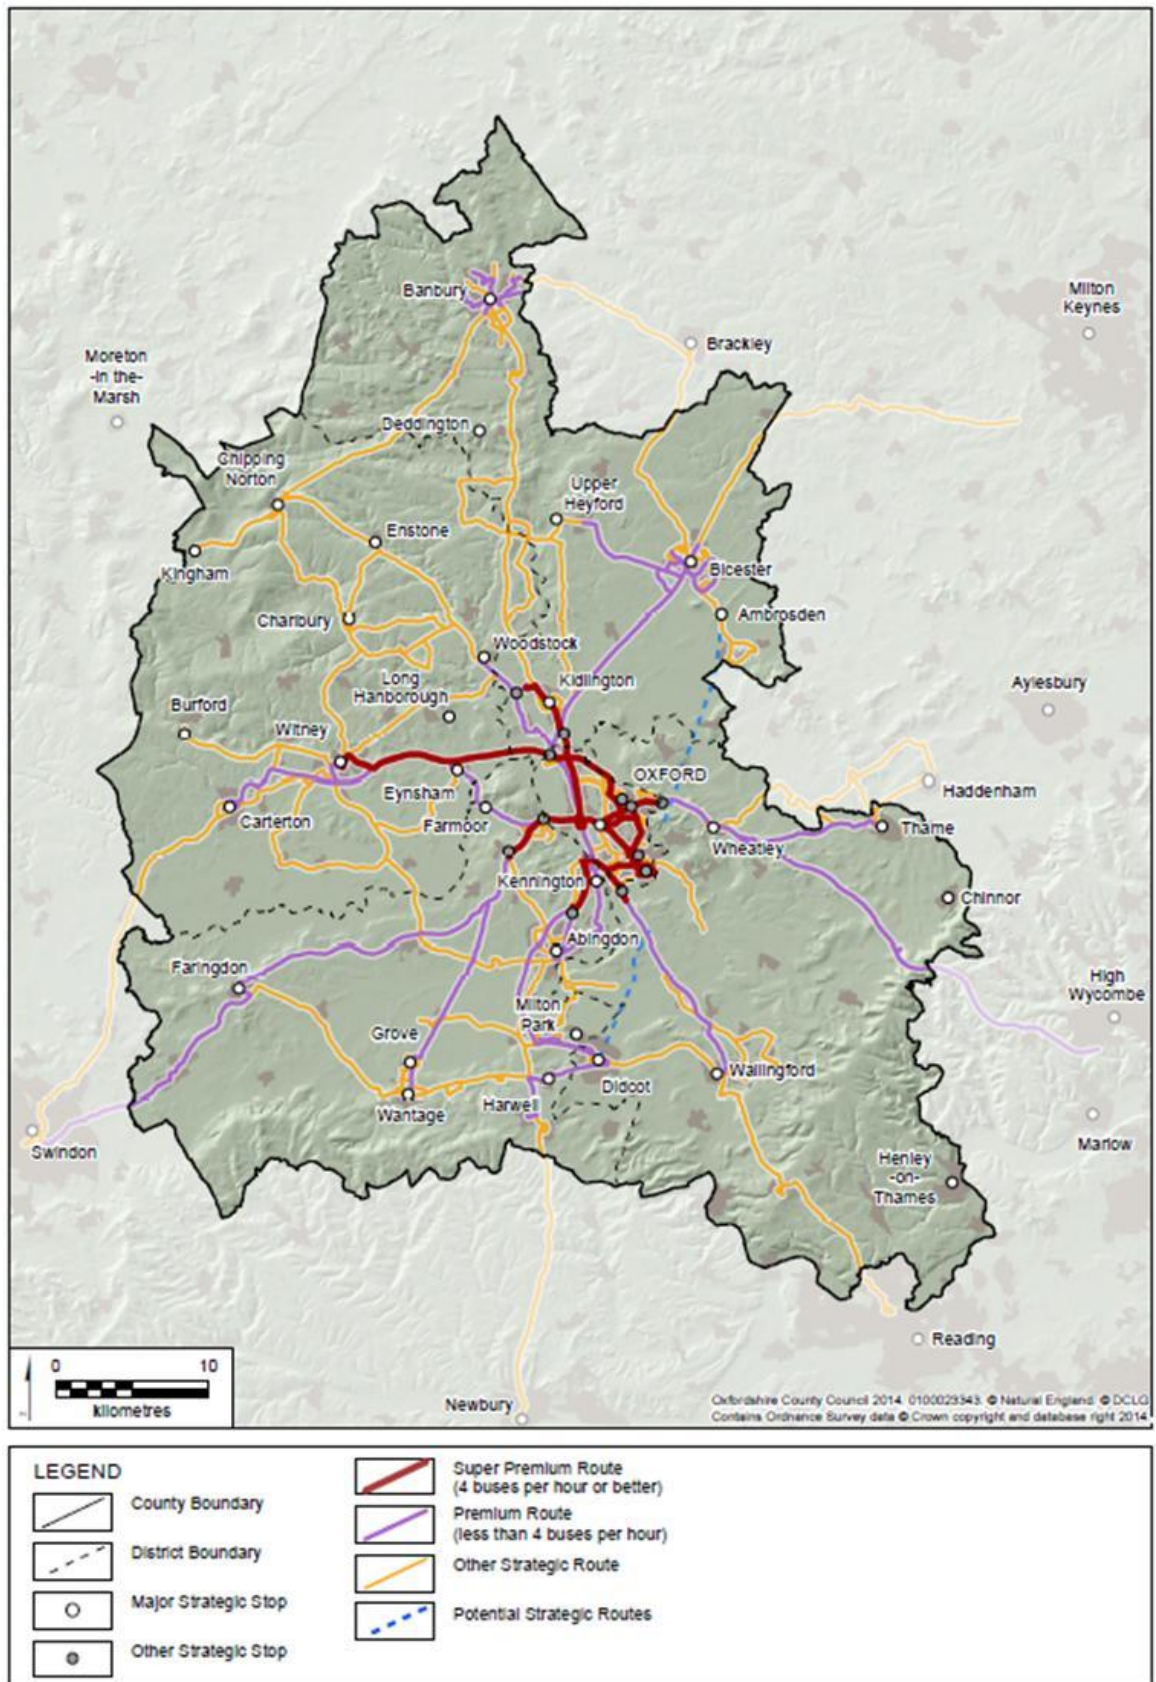 Banbury
Milton
Keynes
Moreton
-in the-
Marsh
Brackley
Deddington
Chipping
Norton
Upper
Heyford
Enstone
Kingham
Bicester
Charlbury
Ambrosden
Woodstock
Long
Hanborough
Kidlington
Aylesbury
Burford
Witney
OXFORD
Eynsham
Haddenham
Carterton
Farmoor
Thame
Wheatley
Kennington
Chinnor
Abingdon
Faringdon
High
Wycombe
Milton
Park
Grove
Wallingford
Didcot
Harwell
Wantage
Swindon
Marlow
Henley
-on-
Thames
Reading
0 10
kilometres
Newbury
Oxfordshire County Council 2014. 0100023343. © Natural England. © DCLG
Contains Ordnance Survey data © Crown copyright and database right 2014
LEGEND
County Boundary
District Boundary
Major Strategic Stop
Other Strategic Stop
Super Premium Route
(4 buses per hour or better)
Premium Route
(less than 4 buses per hour)
Other Strategic Route
Potential Strategic Routes